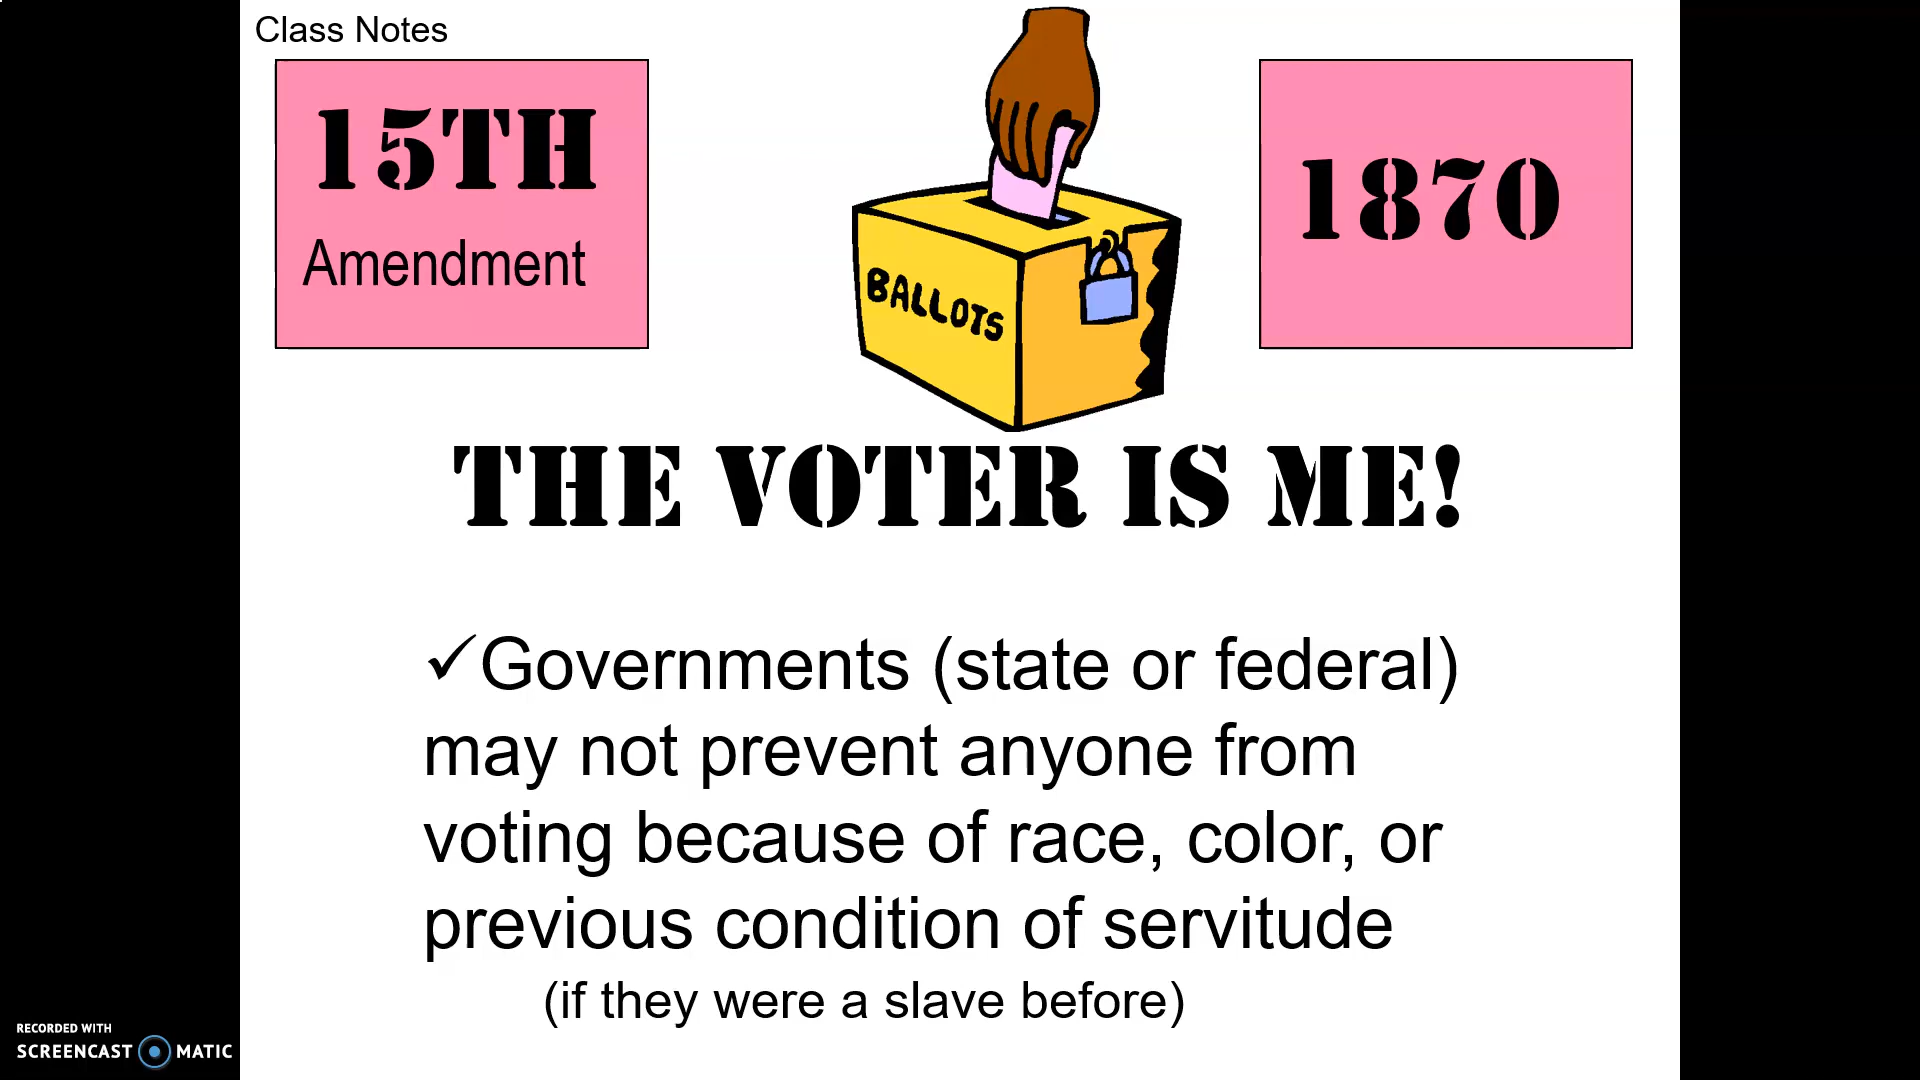 Class Notes
15TH
Amendment
BALLOTS
1870
THE VOTER IS ME!
✓Governments (state or federal)
may not prevent anyone from
voting because of race, color, or
previous condition of servitude
(if they were a slave before)
RECORDED WITH
SCREENCAST MATIC